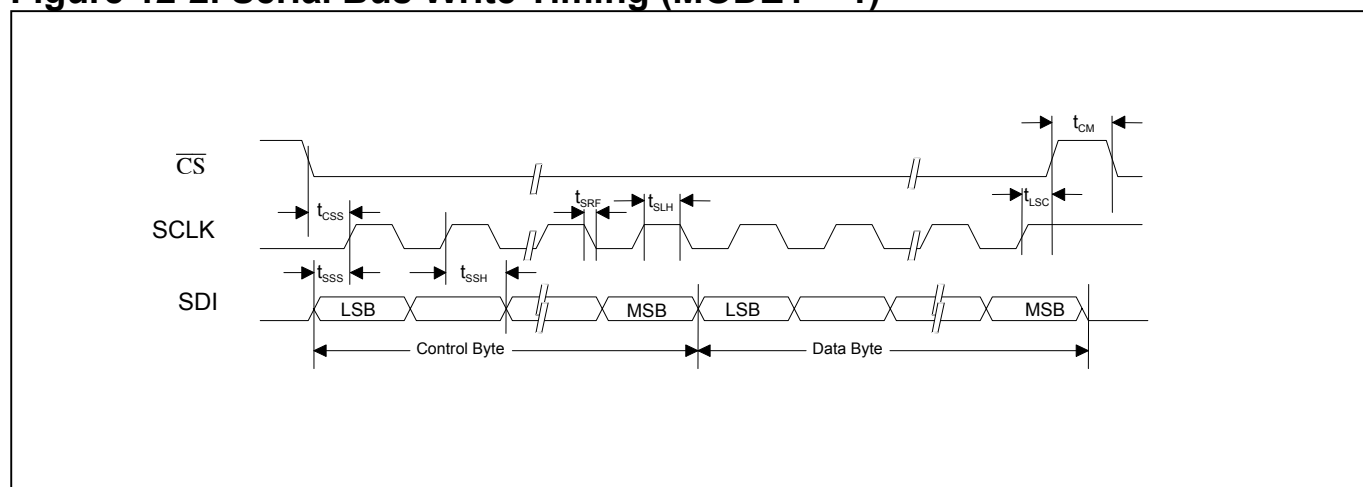 Figure 12-2: Serial Bus Write Timing (MODE1 = 1)
tCM
CS
tSRF
tSLH
tLSC
tCSS
SCLK
tSSS
tSSH
SDI
LSB
MSB
LSB
MSB
Control Byte
Data Byte